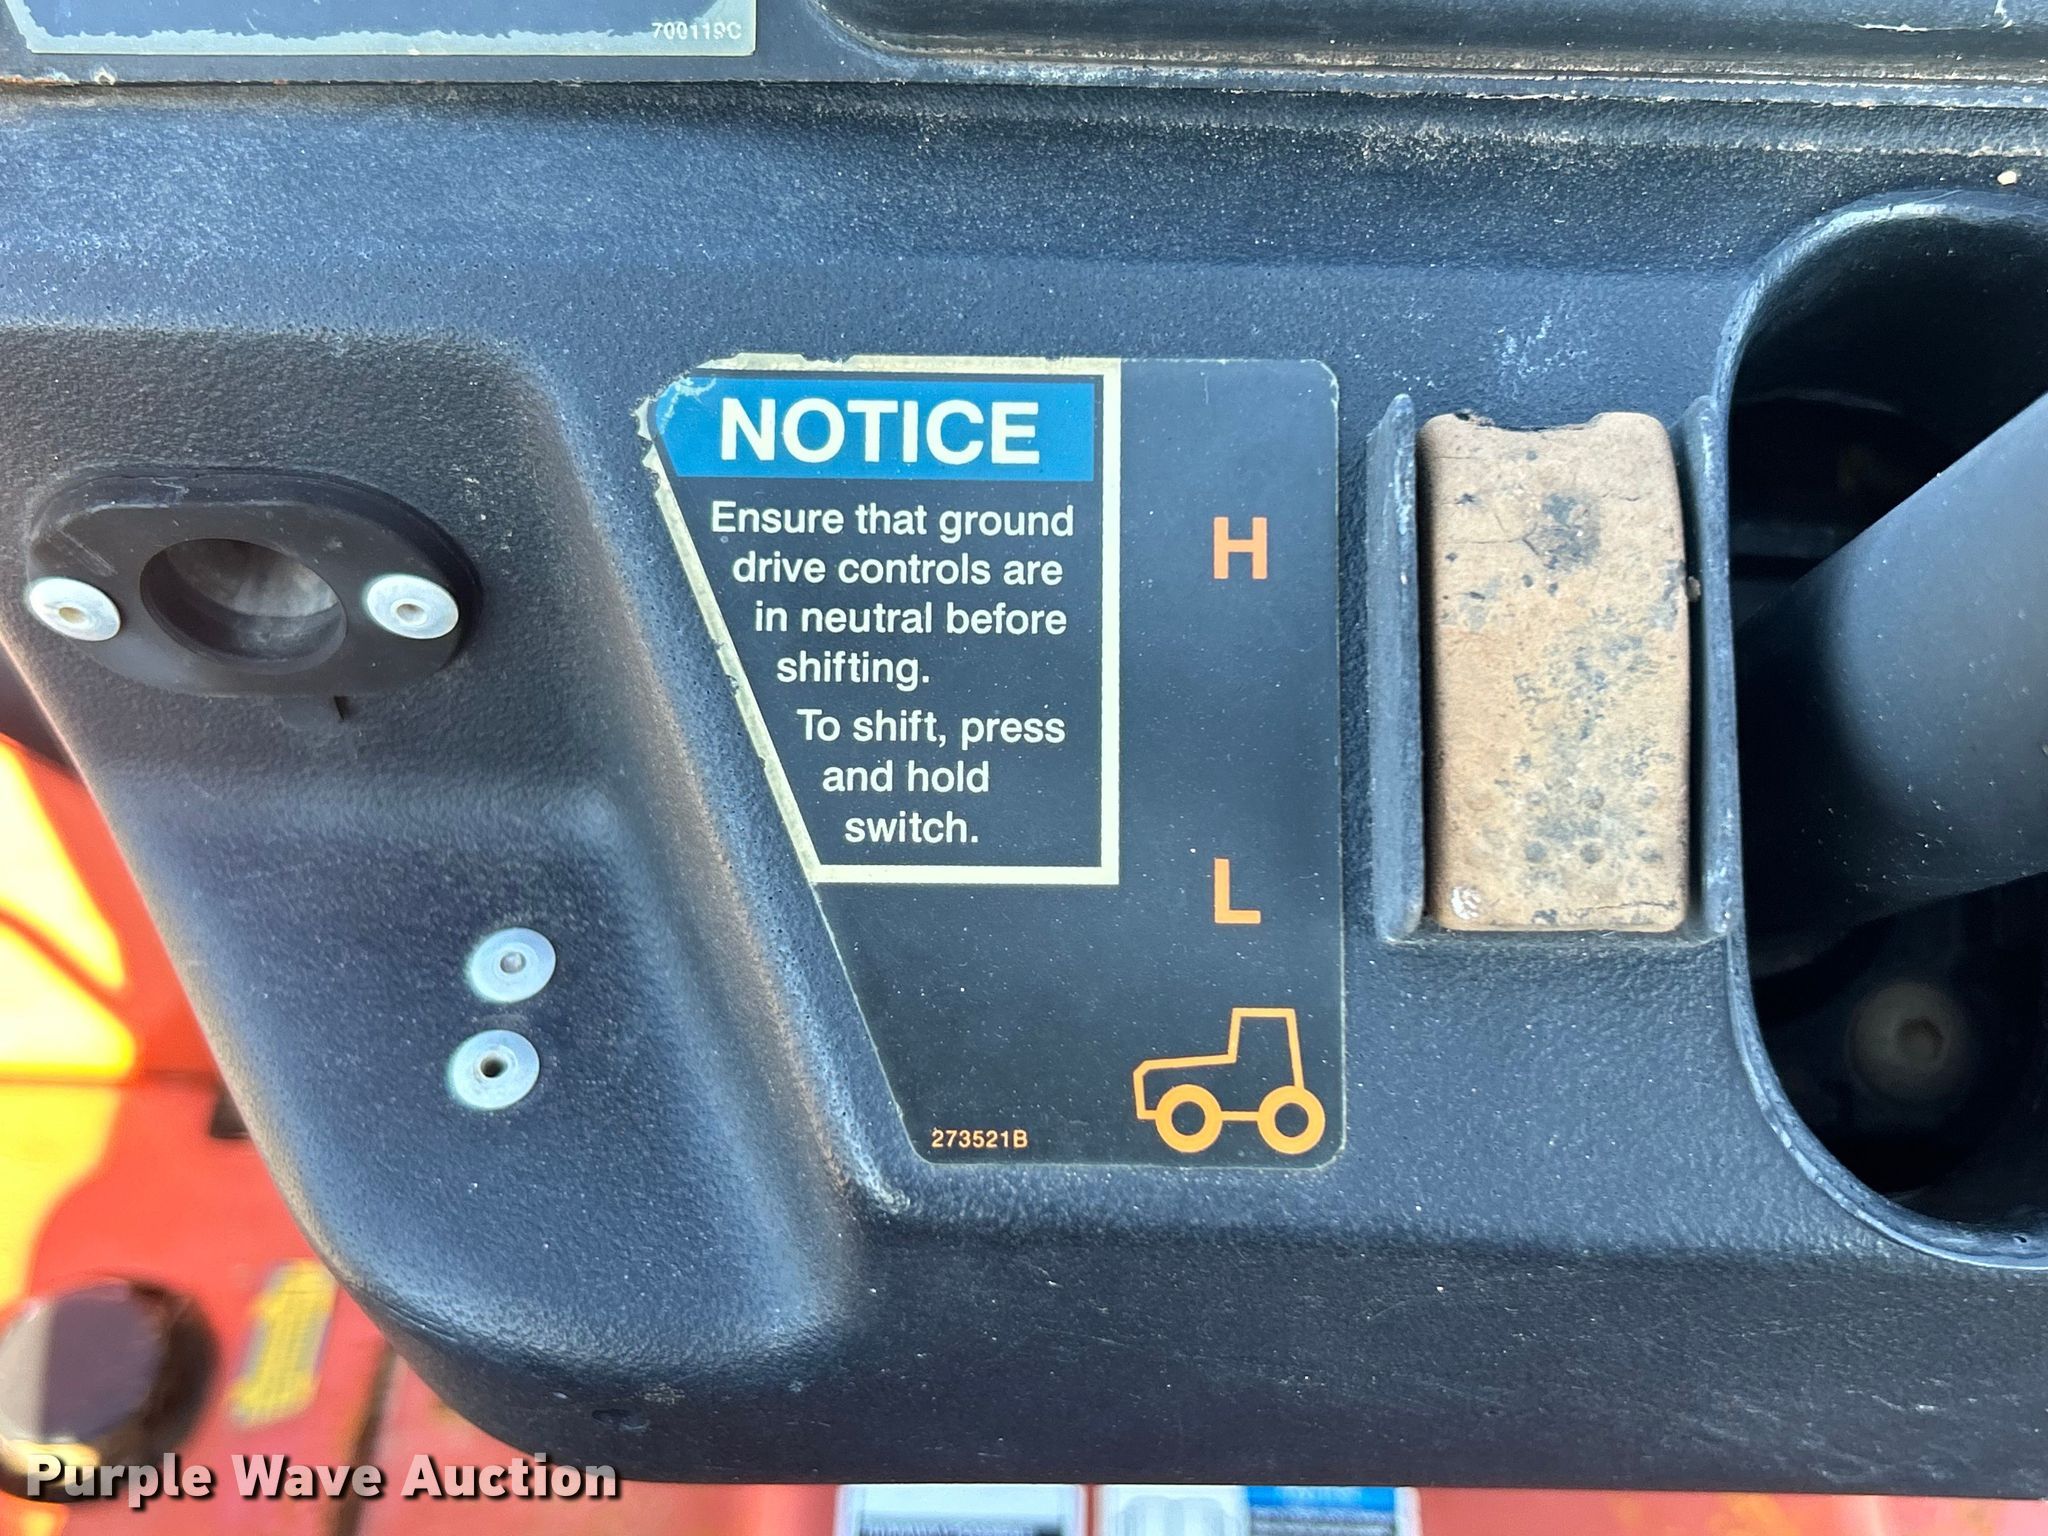 700119C
NOTICE
Ensure that ground
drive controls are
in neutral before
shifting.
To shift, press
and hold
switch.
H
L
273521B
Purple Wave Auction